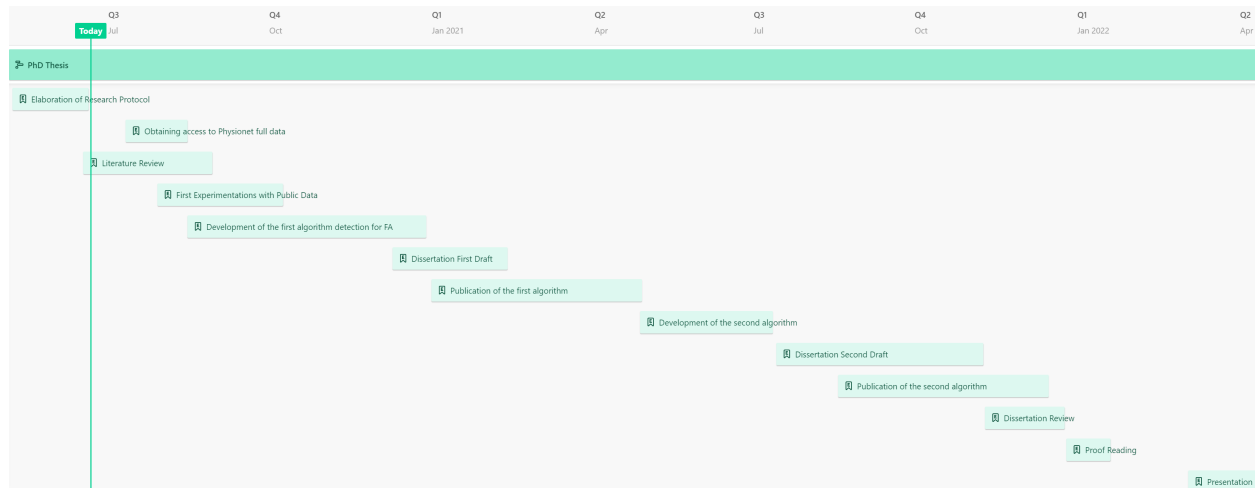 Q3 Q4 Q1 Q2 Q3 Q4 Q1 Q2
Today Jul Oct Jan 2021 Apr Jul Oct Jan 2022 Apr
PhD Thesis
Elaboration of Research Protocol
Obtaining access to Physionet full data
Literature Review
First Experimentations with Public Data
Development of the first algorithm detection for FA
Dissertation First Draft
Publication of the first algorithm
Development of the second algorithm
Dissertation Second Draft
Publication of the second algorithm
Dissertation Review
Proof Reading
Presentation